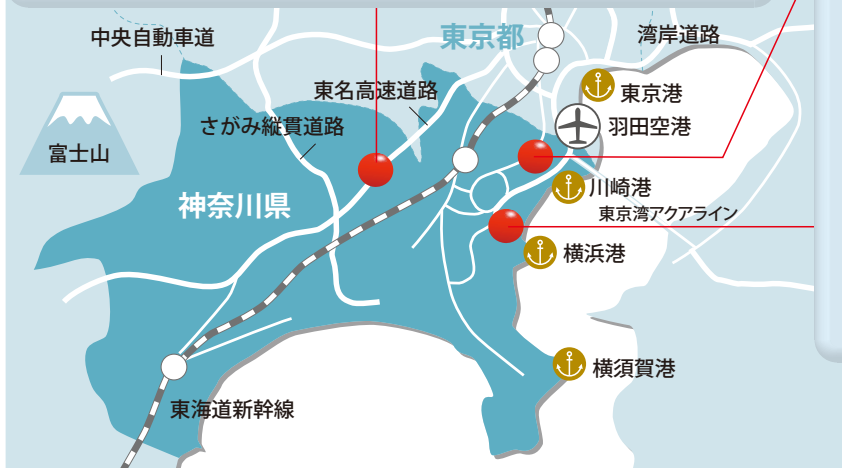 中央自動車道
東京都
湾岸道路
東名高速道路
東京港
さがみ縦貫道路
羽田空港
富士山
川崎港
神奈川県
東京湾アクアライン
横浜港
横須賀港
東海道新幹線